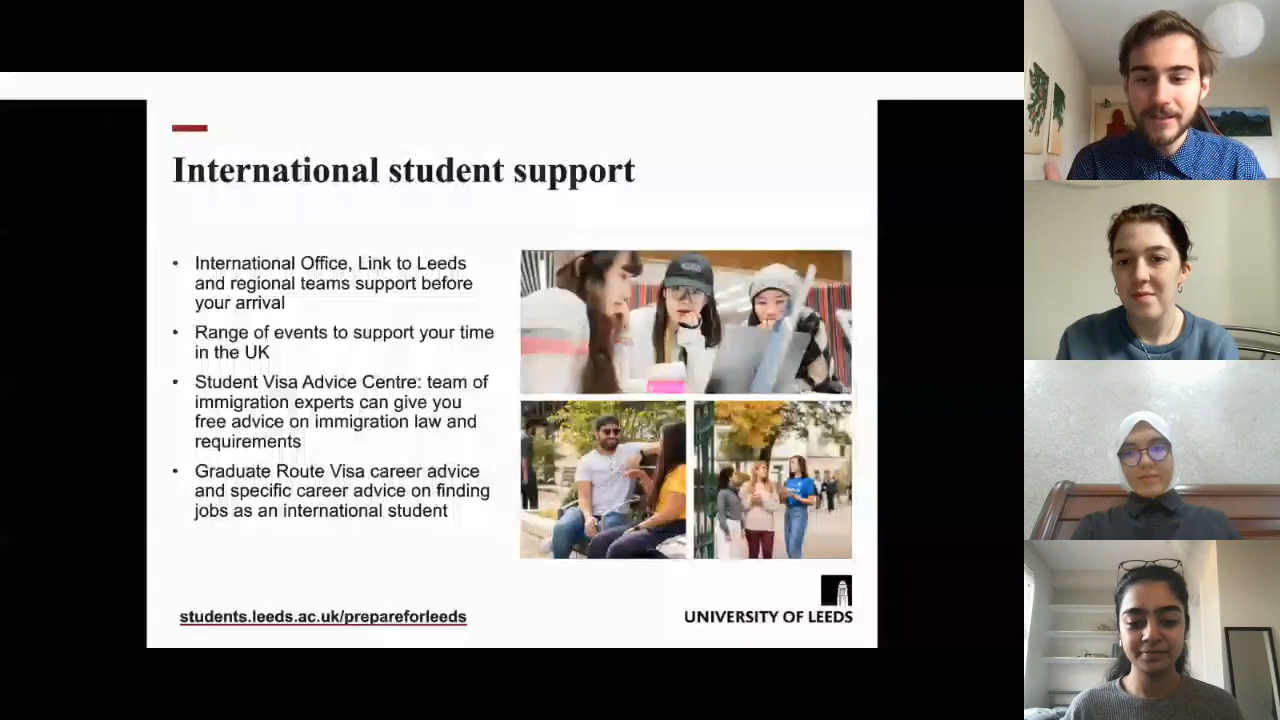 International student support
• International Office, Link to Leeds
and regional teams support before
your arrival
• Range of events to support your time
in the UK
• Student Visa Advice Centre: team of
immigration experts can give you
free advice on immigration law and
requirements
• Graduate Route Visa career advice
and specific career advice on finding
jobs as an international student
students.leeds.ac.uk/prepareforleeds
UNIVERSITY OF LEEDS